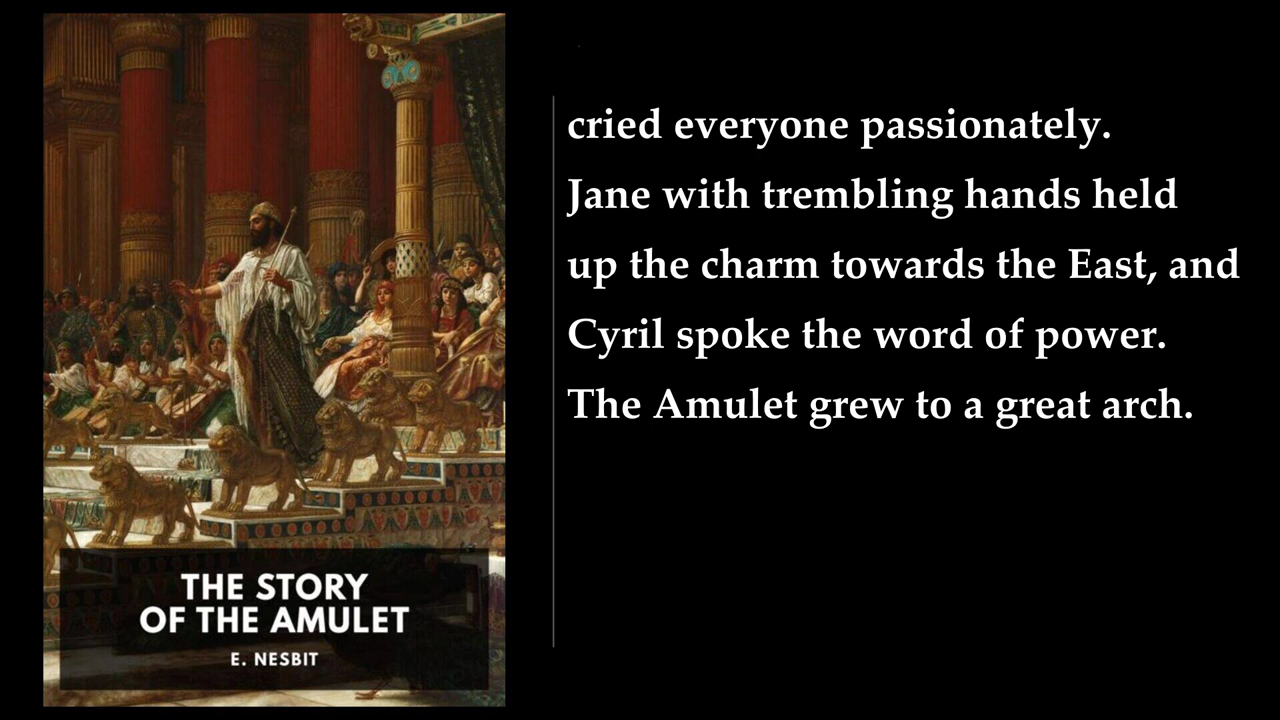 THE STORY
OF THE AMULET
E. NESBIT
cried everyone passionately.
Jane with trembling hands held
up the charm towards the East, and
Cyril spoke the word of power.
The Amulet grew to a great arch.